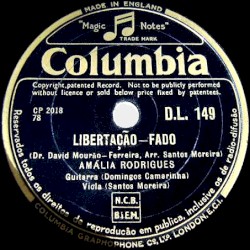 MADE IN ENGLAND
"Magic Notes"
TRADE MARK
Columbia
Copyright, patented Record. Not to be publicly performed
without licence or sold below price fixed by patentees.
CP 2018
78
D.L. 149
LIBERTAÇÃO - FADO
(Dr. David Mourão-Ferreira, Arr. Santos Moreira)
AMÁLIA RODRIGUES
Guitarra (Domingos Camarinha)
Viola (Santos Moreira)
N.C.B.
B.I.E.M.
Reservados todos os direitos de reprodução em publico, inclusive os de radio-difusão
COLUMBIA GRAPHOPHONE CO. LTD. LONDON, E.C.1.